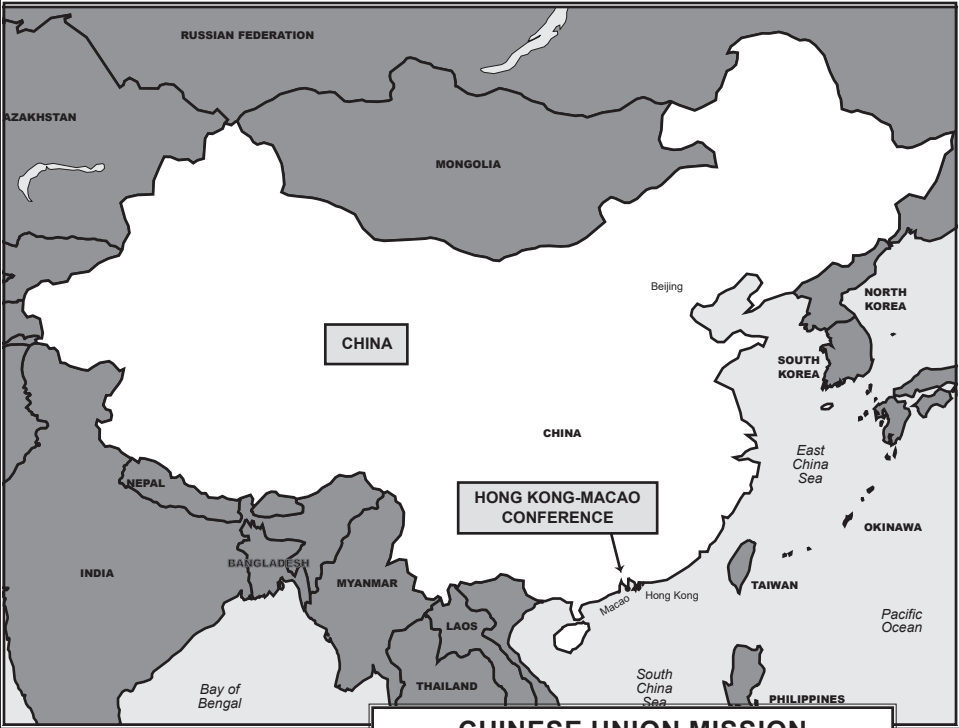 RUSSIAN FEDERATION
AZAKHSTAN
MONGOLIA
Beijing
NORTH
KOREA
CHINA
SOUTH
KOREA
CHINA
East
China
Sea
NEPAL
HONG KONG-MACAO
CONFERENCE
OKINAWA
BANGLADESH
INDIA
MYANMAR
TAIWAN
Macao
Hong Kong
Pacific
Ocean
LAOS
THAILAND
Bay of
Bengal
South
China
Sea
PHILIPPINES
CHINESE UNION MISSION